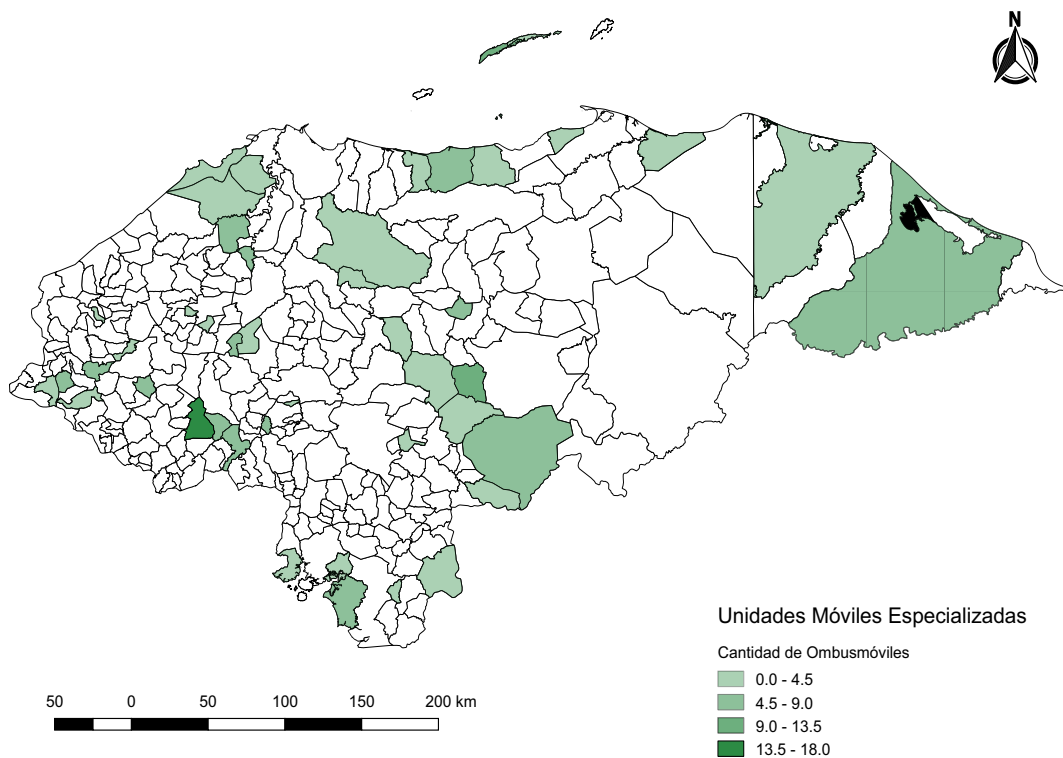 N
Unidades Móviles Especializadas
Cantidad de Ombusmóviles
0.0 - 4.5
4.5 - 9.0
9.0 - 13.5
13.5 - 18.0
50 0 50 100 150 200 km